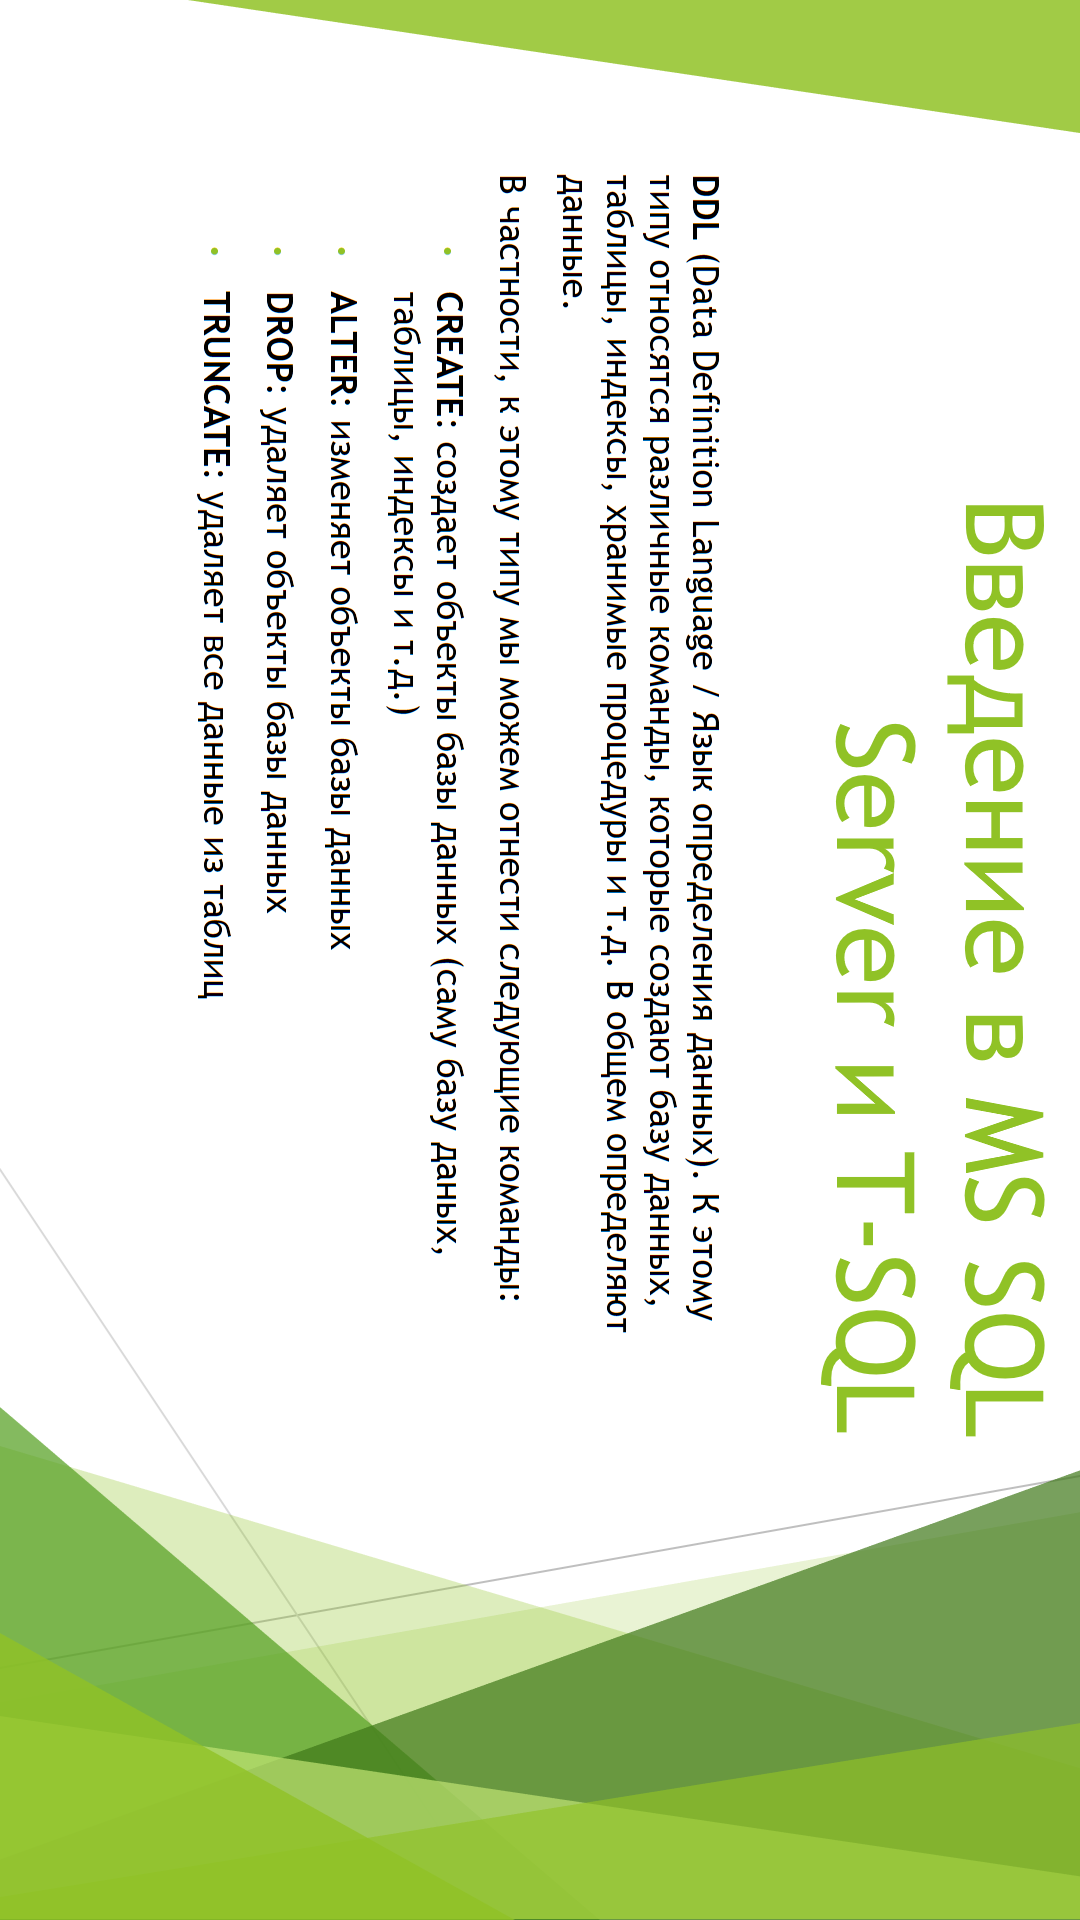 Введение в MS SQL
Server и T-SQL
DDL (Data Definition Language / Язык определения данных). К этому
типу относятся различные команды, которые создают базу данных,
таблицы, индексы, хранимые процедуры и т.д. В общем определяют
данные.
В частности, к этому типу мы можем отнести следующие команды:
• CREATE: создает объекты базы данных (саму базу даных,
таблицы, индексы и т.д.)
• ALTER: изменяет объекты базы данных
• DROP: удаляет объекты базы данных
• TRUNCATE: удаляет все данные из таблиц